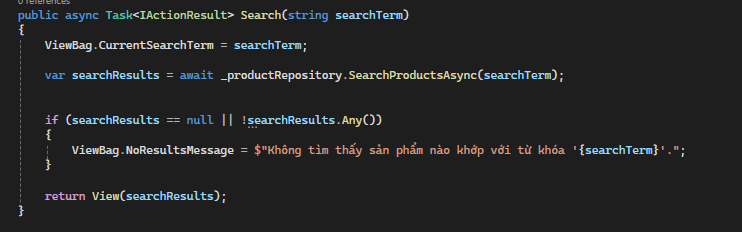 0 references
public async Task<IActionResult> Search(string searchTerm)
{
    ViewBag.CurrentSearchTerm = searchTerm;
    var searchResults = await _productRepository.SearchProductsAsync(searchTerm);
    if (searchResults == null || !searchResults.Any())
    {
        ViewBag.NoResultsMessage = $"Không tìm thấy sản phẩm nào khớp với từ khóa '{searchTerm}'.";
    }
    return View(searchResults);
}